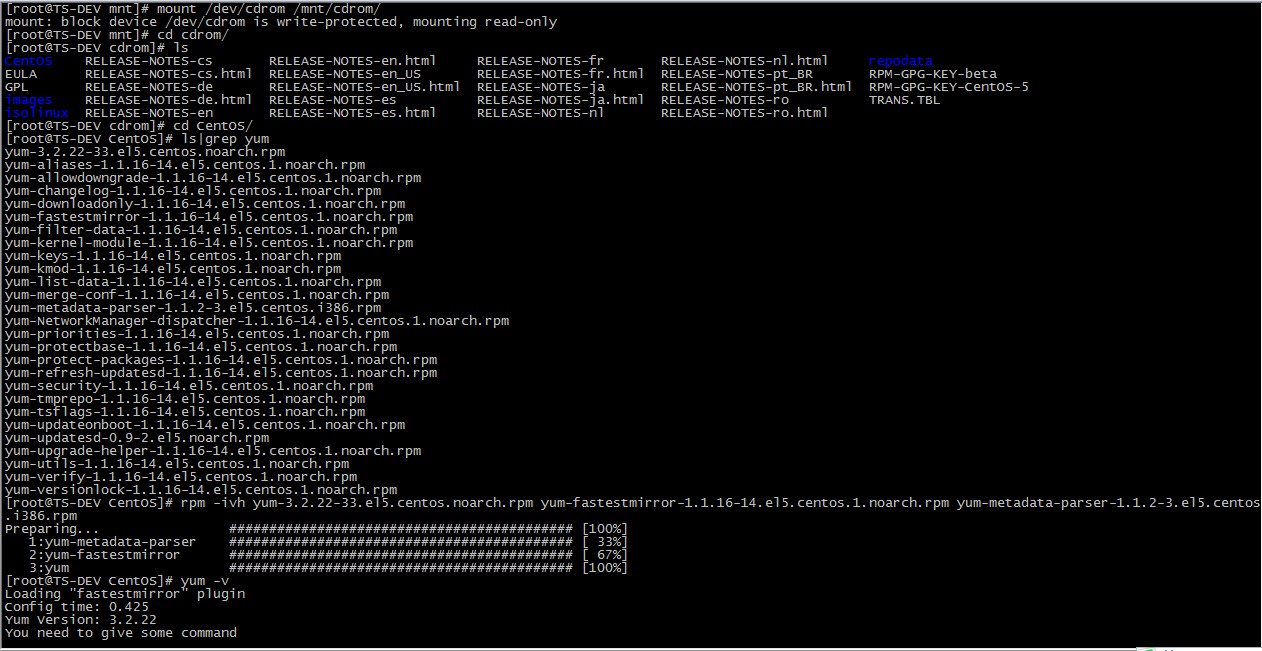 [root@TS-DEV mnt]# mount /dev/cdrom /mnt/cdrom/
mount: block device /dev/cdrom is write-protected, mounting read-only
[root@TS-DEV mnt]# cd cdrom/
[root@TS-DEV cdrom]# ls
CentOS RELEASE-NOTES-cs RELEASE-NOTES-en.html RELEASE-NOTES-fr RELEASE-NOTES-nl.html repodata
EULA RELEASE-NOTES-cs.html RELEASE-NOTES-en_US RELEASE-NOTES-fr.html RELEASE-NOTES-pt_BR RPM-GPG-KEY-beta
GPL RELEASE-NOTES-de RELEASE-NOTES-en_US.html RELEASE-NOTES-ja RELEASE-NOTES-pt_BR.html RPM-GPG-KEY-CentOS-5
images RELEASE-NOTES-de.html RELEASE-NOTES-es RELEASE-NOTES-ja.html RELEASE-NOTES-ro TRANS.TBL
isolinux RELEASE-NOTES-en RELEASE-NOTES-es.html RELEASE-NOTES-nl RELEASE-NOTES-ro.html
[root@TS-DEV cdrom]# cd CentOS/
[root@TS-DEV CentOS]# ls|grep yum
yum-3.2.22-33.el5.centos.noarch.rpm
yum-aliases-1.1.16-14.el5.centos.1.noarch.rpm
yum-allowdowngrade-1.1.16-14.el5.centos.1.noarch.rpm
yum-changelog-1.1.16-14.el5.centos.1.noarch.rpm
yum-downloadonly-1.1.16-14.el5.centos.1.noarch.rpm
yum-fastestmirror-1.1.16-14.el5.centos.1.noarch.rpm
yum-filter-data-1.1.16-14.el5.centos.1.noarch.rpm
yum-kernel-module-1.1.16-14.el5.centos.1.noarch.rpm
yum-keys-1.1.16-14.el5.centos.1.noarch.rpm
yum-kmod-1.1.16-14.el5.centos.1.noarch.rpm
yum-list-data-1.1.16-14.el5.centos.1.noarch.rpm
yum-merge-conf-1.1.16-14.el5.centos.1.noarch.rpm
yum-metadata-parser-1.1.2-3.el5.centos.i386.rpm
yum-NetworkManager-dispatcher-1.1.16-14.el5.centos.1.noarch.rpm
yum-priorities-1.1.16-14.el5.centos.1.noarch.rpm
yum-protectbase-1.1.16-14.el5.centos.1.noarch.rpm
yum-protect-packages-1.1.16-14.el5.centos.1.noarch.rpm
yum-refresh-updatesd-1.1.16-14.el5.centos.1.noarch.rpm
yum-security-1.1.16-14.el5.centos.1.noarch.rpm
yum-tmprepo-1.1.16-14.el5.centos.1.noarch.rpm
yum-tsflags-1.1.16-14.el5.centos.1.noarch.rpm
yum-updateonboot-1.1.16-14.el5.centos.1.noarch.rpm
yum-updatesd-0.9-2.el5.noarch.rpm
yum-upgrade-helper-1.1.16-14.el5.centos.1.noarch.rpm
yum-utils-1.1.16-14.el5.centos.1.noarch.rpm
yum-verify-1.1.16-14.el5.centos.1.noarch.rpm
yum-versionlock-1.1.16-14.el5.centos.1.noarch.rpm
[root@TS-DEV CentOS]# rpm -ivh yum-3.2.22-33.el5.centos.noarch.rpm yum-fastestmirror-1.1.16-14.el5.centos.1.noarch.rpm yum-metadata-parser-1.1.2-3.el5.centos
.i386.rpm
Preparing... ########################################### [100%]
1:yum-metadata-parser ########################################### [ 33%]
2:yum-fastestmirror ########################################### [ 67%]
3:yum ########################################### [100%]
[root@TS-DEV CentOS]# yum -v
Loading "fastestmirror" plugin
Config time: 0.425
Yum Version: 3.2.22
You need to give some command